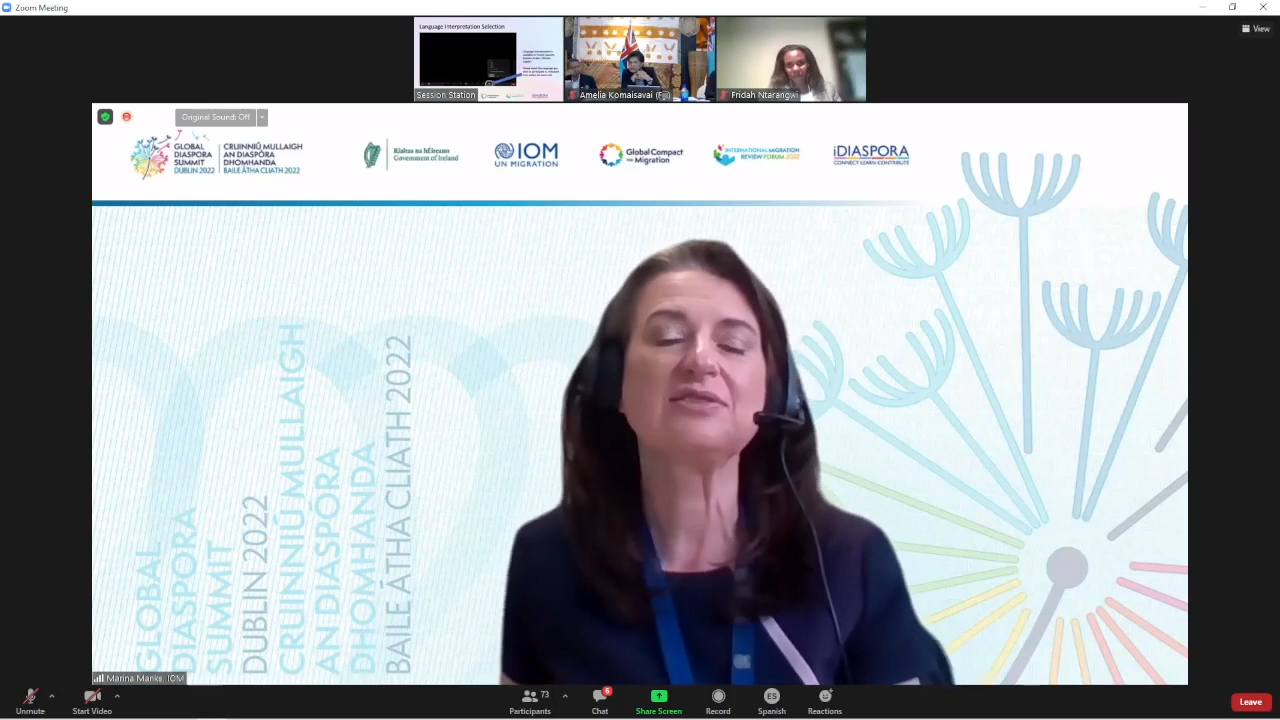 Zoom Meeting
View
Language Interpretation Selection
Session Station
Amelia Komaisavai (Fiji)
Fridah Ntarangwi
Original Sound: Off
GLOBAL
DIASPORA
SUMMIT
DUBLIN 2022
CRUINNIÚ MULLAIGH
AN DIASPÓRA
DHOMHANDA
BAILE ÁTHA CLIATH 2022
Rialtas na hÉireann
Government of Ireland
IOM
UN MIGRATION
Global Compact
Migration
INTERNATIONAL MIGRATION
REVIEW FORUM 2022
iDIASPORA
CONNECT·LEARN·CONTRIBUTE
GLOBAL
DIASPORA
SUMMIT
DUBLIN 2022
CRUINNIÚ MULLAIGH
AN DIASPÓRA
DHOMHANDA
BAILE ÁTHA CLIATH 2022
Marina Manke, IOM
Unmute
Start Video
73
Participants
6
Chat
Share Screen
Record
ES
Spanish
Reactions
Leave